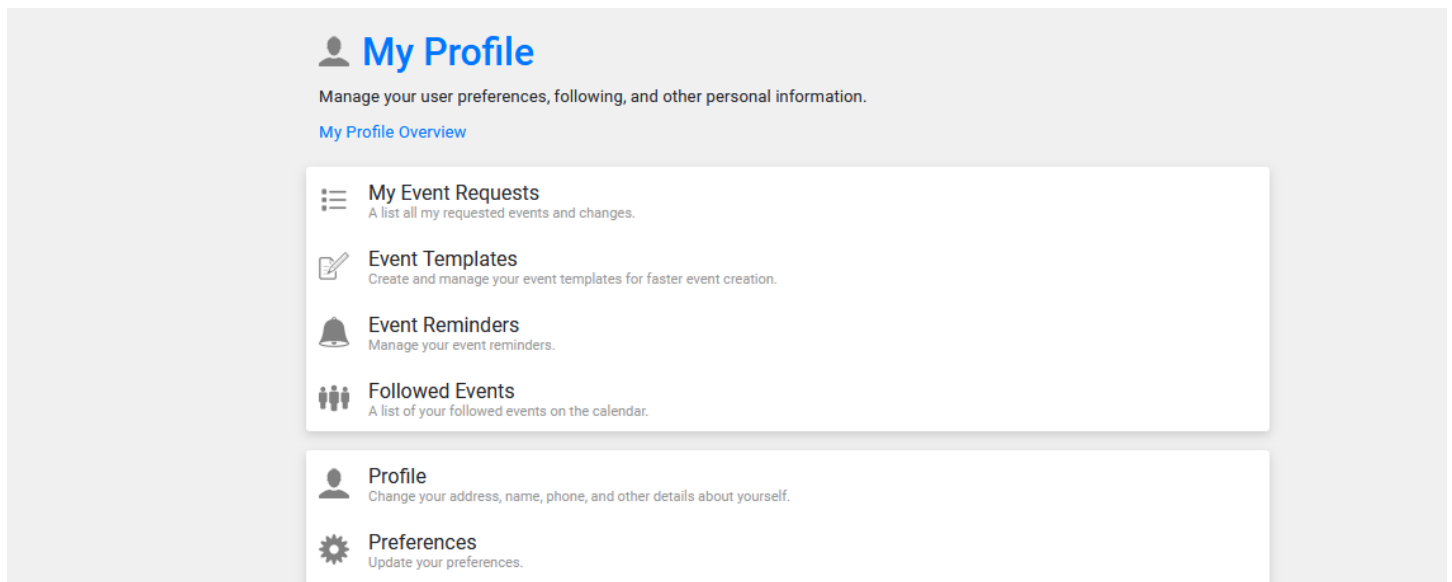 My Profile
Manage your user preferences, following, and other personal information.
My Profile Overview
My Event Requests
A list all my requested events and changes.
Event Templates
Create and manage your event templates for faster event creation.
Event Reminders
Manage your event reminders.
Followed Events
A list of your followed events on the calendar.
Profile
Change your address, name, phone, and other details about yourself.
Preferences
Update your preferences.